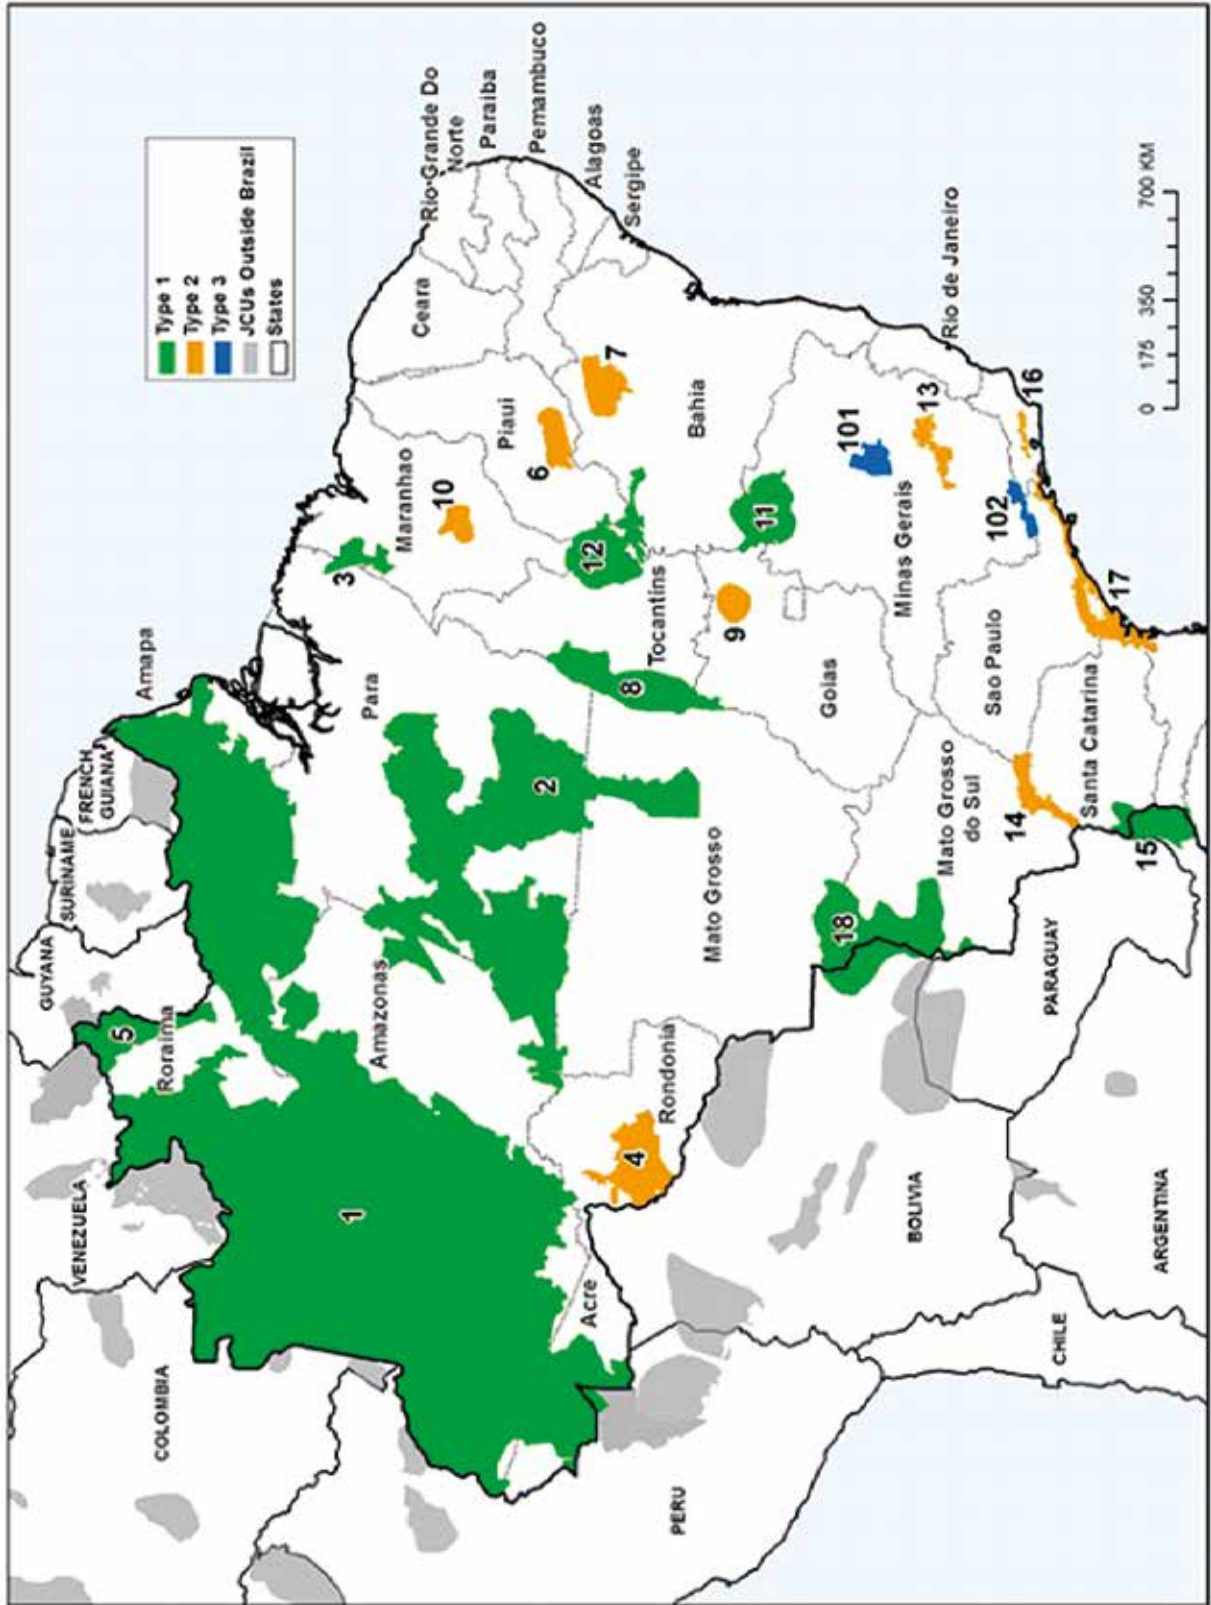 Type 1
Type 2
Type 3
JCUs Outside Brazil
States
COLOMBIA
VENEZUELA
GUYANA
SURINAME
FRENCH
GUIANA
Amapa
Roraima
5
1
Amazonas
Para
3
Maranhao
10
Ceara
Rio Grande Do
Norte
Paraiba
Pemambuco
Alagoas
Sergipe
Piaui
6
7
2
8
12
Tocantins
Bahia
Acre
4
Rondonia
Mato Grosso
9
11
PERU
BOLIVIA
18
Goias
Minas Gerais
101
13
Rio de Janeiro
Mato Grosso
do Sul
Sao Paulo
102
16
14
17
Santa Catarina
15
PARAGUAY
CHILE
ARGENTINA
0 175 350 700 KM